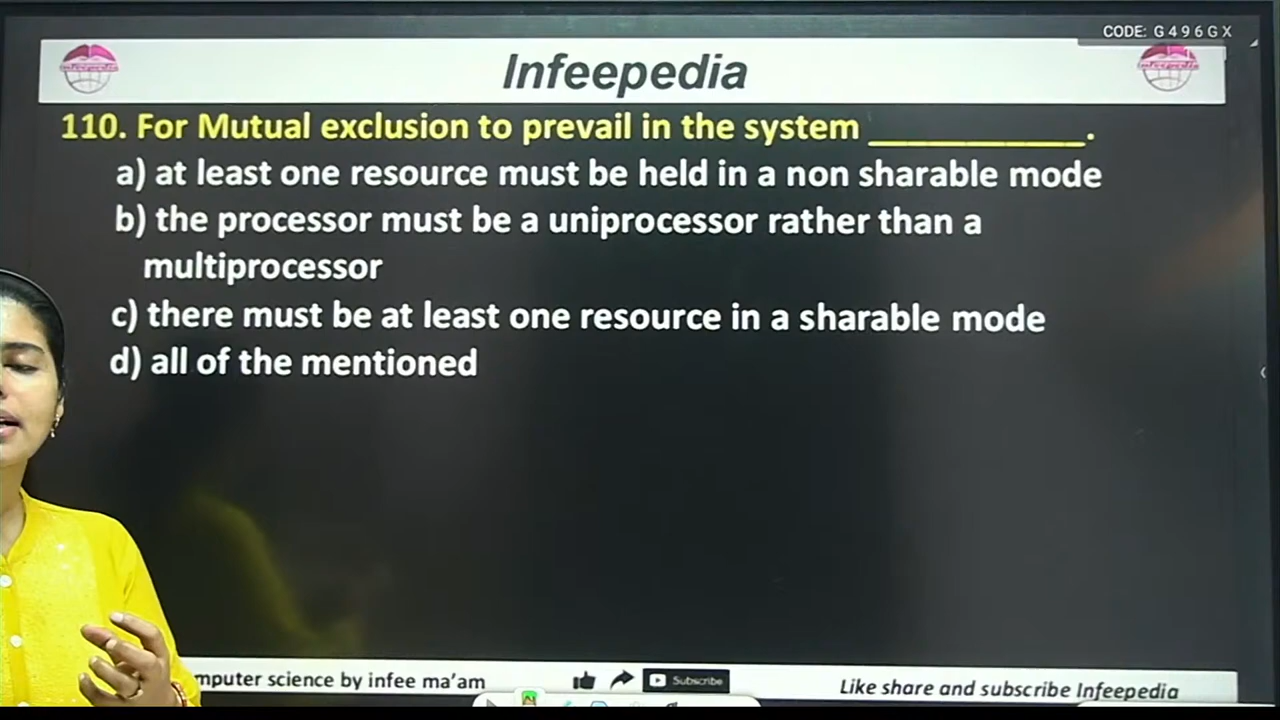 CODE: G 4 9 6 G X
Infeepedia
110. For Mutual exclusion to prevail in the system ____________.
a) at least one resource must be held in a non sharable mode
b) the processor must be a uniprocessor rather than a
multiprocessor
c) there must be at least one resource in a sharable mode
d) all of the mentioned
mputer science by infee ma'am
Subscribe
Like share and subscribe Infeepedia